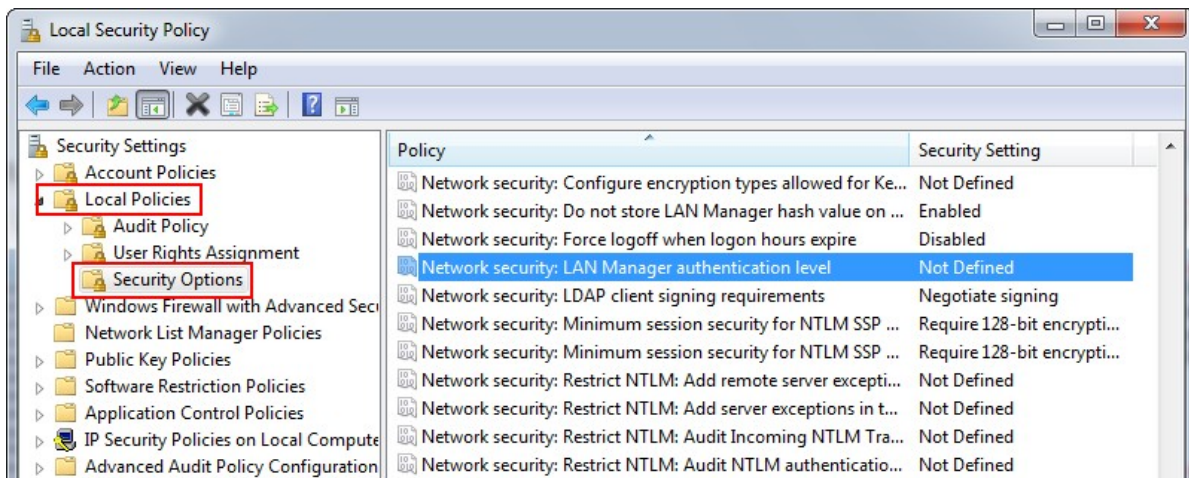 Local Security Policy
File Action View Help
Security Settings
Account Policies
Local Policies
Audit Policy
User Rights Assignment
Security Options
Windows Firewall with Advanced Secu
Network List Manager Policies
Public Key Policies
Software Restriction Policies
Application Control Policies
IP Security Policies on Local Compute
Advanced Audit Policy Configuration
Policy Security Setting
Network security: Configure encryption types allowed for Ke... Not Defined
Network security: Do not store LAN Manager hash value on ... Enabled
Network security: Force logoff when logon hours expire Disabled
Network security: LAN Manager authentication level Not Defined
Network security: LDAP client signing requirements Negotiate signing
Network security: Minimum session security for NTLM SSP ... Require 128-bit encrypti...
Network security: Minimum session security for NTLM SSP ... Require 128-bit encrypti...
Network security: Restrict NTLM: Add remote server excepti... Not Defined
Network security: Restrict NTLM: Add server exceptions in t... Not Defined
Network security: Restrict NTLM: Audit Incoming NTLM Tra... Not Defined
Network security: Restrict NTLM: Audit NTLM authenticatio... Not Defined